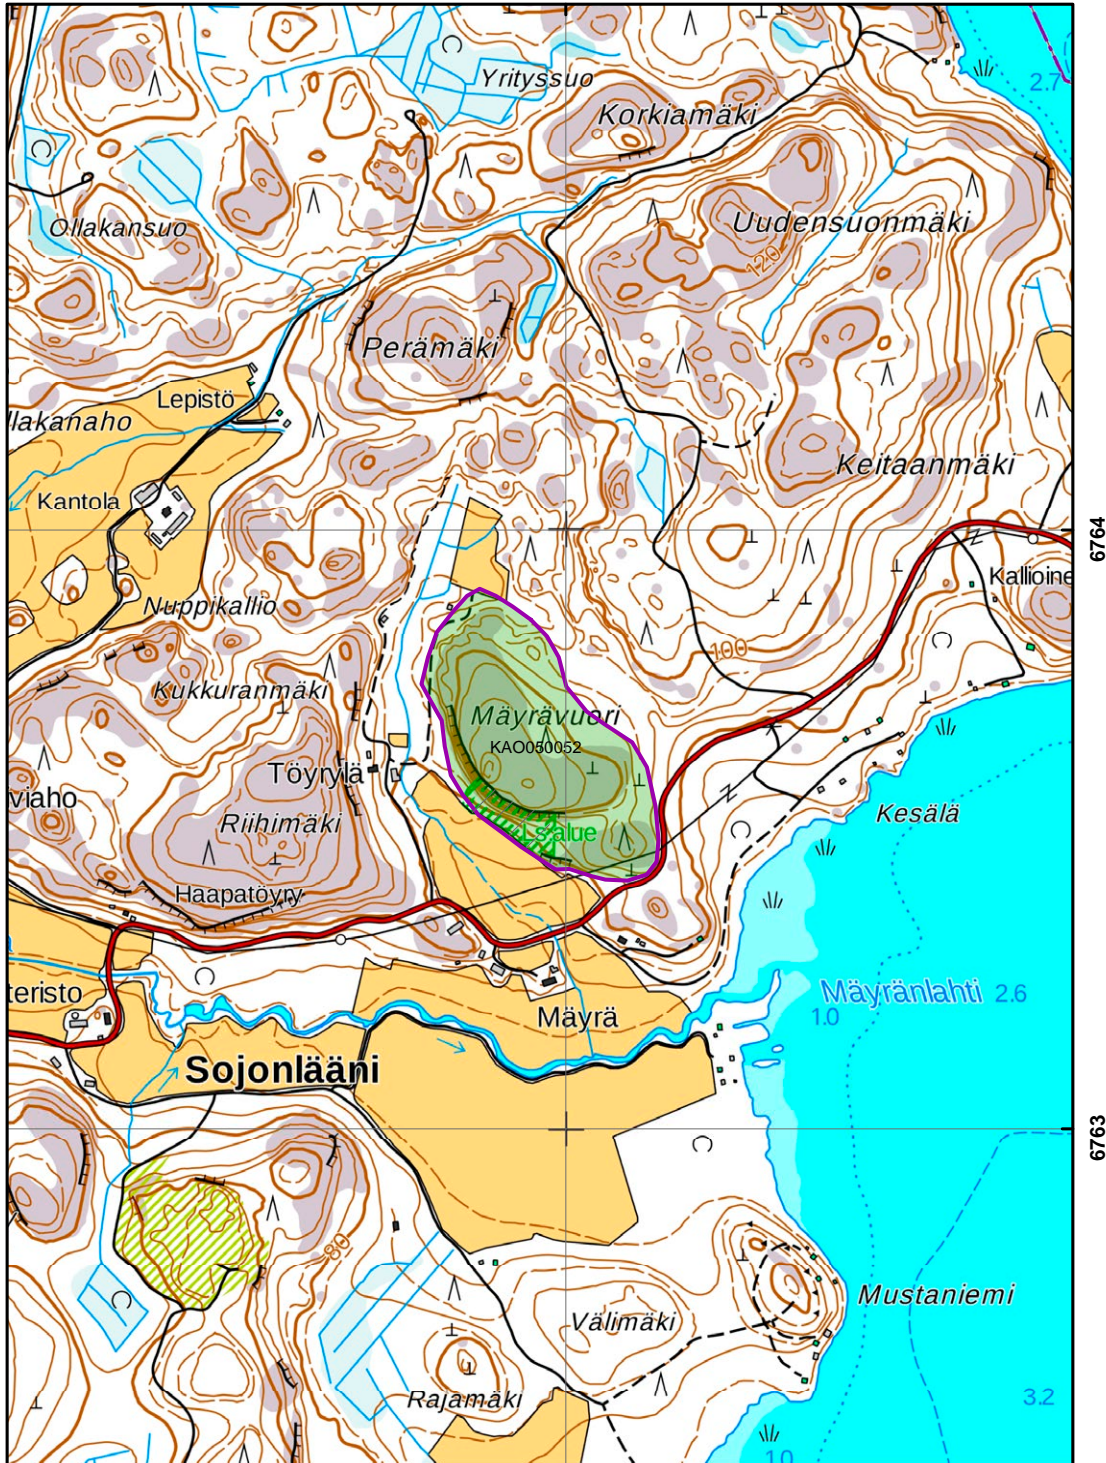 Yrityssuo
2.7
Korkiamäki
Ollakansuo
Uudensuonmäki
120
Perämäki
Lepistö
llakanaho
Keitaanmäki
Kantola
6764
Kallioine
Nuppikallio
100
Kukkuranmäki
Mäyrävuori
KAO050052
Töyrylä
viaho
Riihimäki
Ls alue
Kesälä
Haapatöyry
teristo
Mäyränlahti 2.6
1.0
Mäyrä
Sojonlääni
6763
80
Mustaniemi
Välimäki
Rajamäki
3.2
1.0